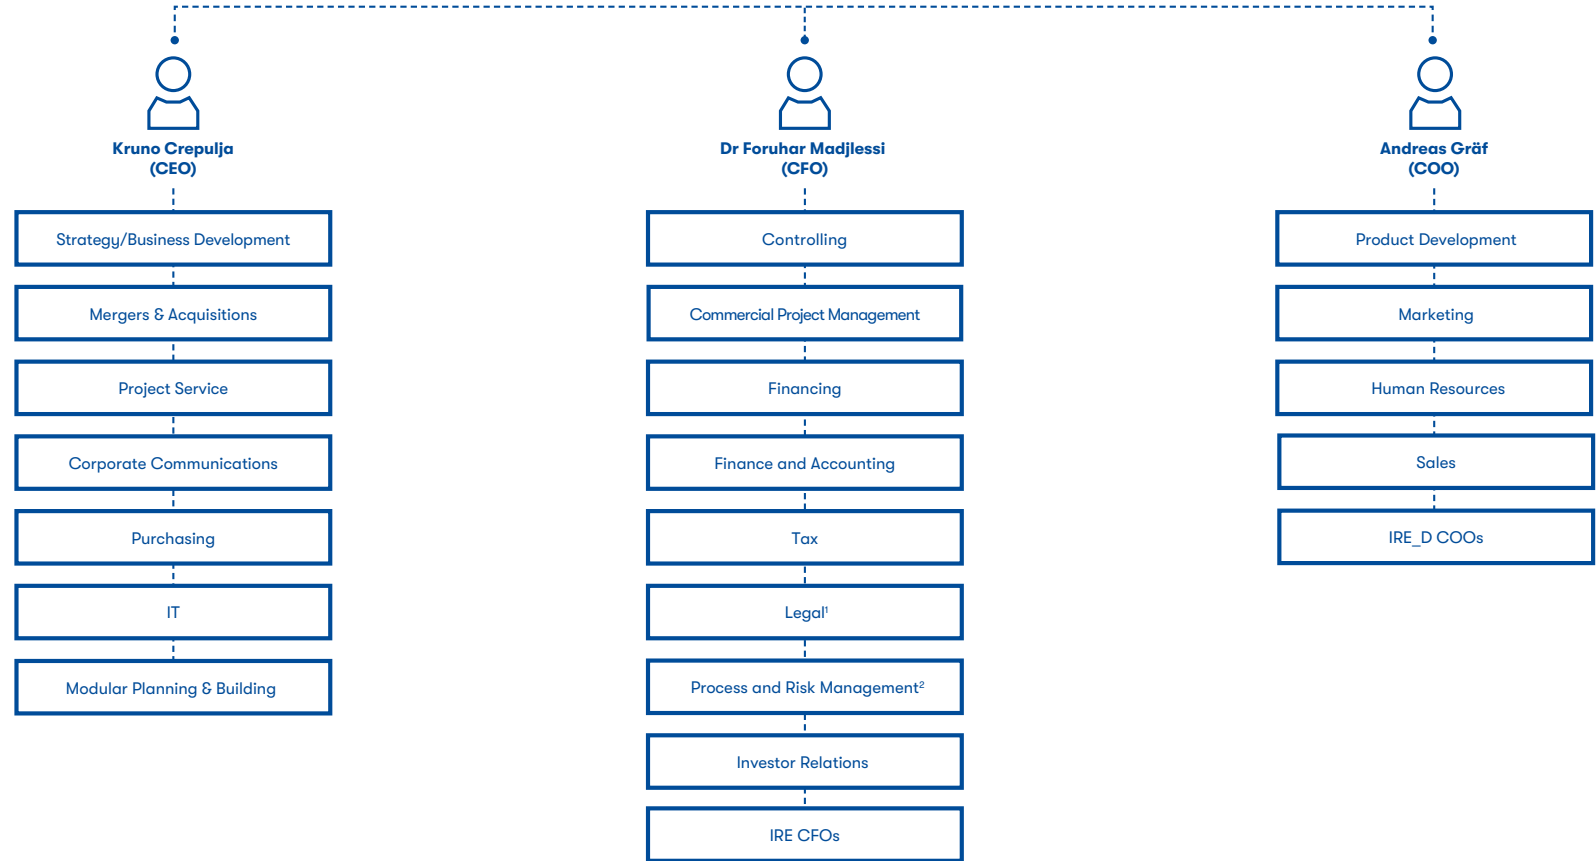 Kruno Crepulja
(CEO)
Strategy/Business Development
Mergers & Acquisitions
Project Service
Corporate Communications
Purchasing
IT
Modular Planning & Building
Dr Foruhar Madjlessi
(CFO)
Controlling
Commercial Project Management
Financing
Finance and Accounting
Tax
Legal¹
Process and Risk Management²
Investor Relations
IRE CFOs
Andreas Gräf
(COO)
Product Development
Marketing
Human Resources
Sales
IRE_D COOs